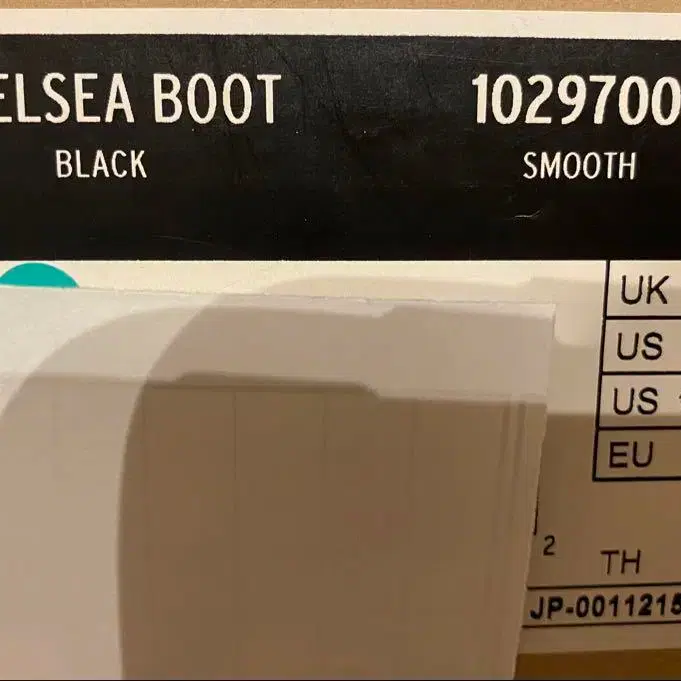 ELSEA BOOT 1029700
BLACK SMOOTH
UK
US
US
EU
2
TH
JP-0011215